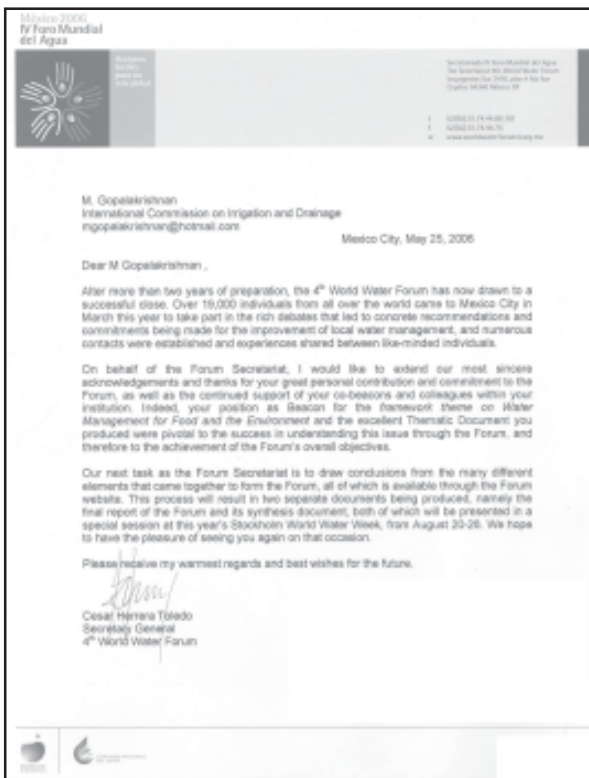 México 2006
IV Foro Mundial
del Agua
M. Gopalakrishnan
International Commission on Irrigation and Drainage
mgopalakrishnan@hotmail.com
Mexico City, May 25, 2006
Dear M Gopalakrishnan ,
After more than two years of preparation, the 4th World Water Forum has now drawn to a
successful close. Over 19,000 individuals from all over the world came to Mexico City in
March this year to take part in the rich debates that led to concrete recommendations and
commitments being made for the improvement of local water management, and numerous
contacts were established and experiences shared between like-minded individuals.
On behalf of the Forum Secretariat, I would like to extend our most sincere
acknowledgements and thanks for your great personal contribution and commitment to the
Forum, as well as the continued support of your co-beacons and colleagues within your
institution. Indeed, your position as Beacon for the framework theme on Water
Management for Food and the Environment and the excellent Thematic Document you
produced were pivotal to the success in understanding this issue through the Forum, and
therefore to the achievement of the Forum's overall objectives.
Our next task as the Forum Secretariat is to draw conclusions from the many different
elements that came together to form the Forum, all of which is available through the Forum
website. This process will result in two separate documents being produced, namely the
final report of the Forum and its synthesis document, both of which will be presented in a
special session at this year's Stockholm World Water Week, from August 20-26. We hope
to have the pleasure of seeing you again on that occasion.
Please receive my warmest regards and best wishes for the future.
Cesar Herrera Toledo
Secretary General
4th World Water Forum